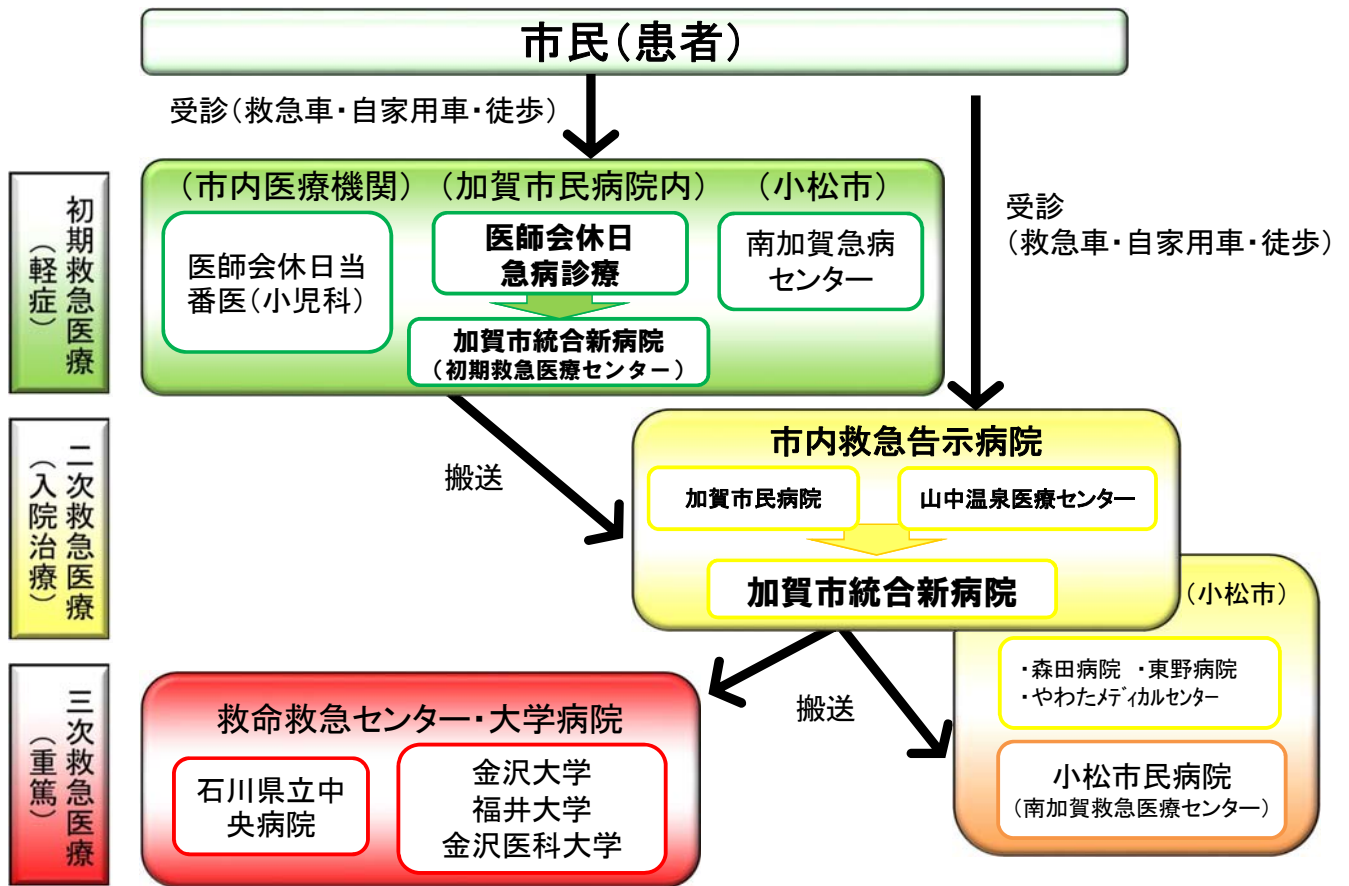 市民(患者)
受診(救急車・自家用車・徒歩)
初期救急医療
(軽症)
(市内医療機関)
(加賀市民病院内)
(小松市)
医師会休日当
番医(小児科)
医師会休日
急病診療
南加賀急病
センター
加賀市統合新病院
(初期救急医療センター)
受診
(救急車・自家用車・徒歩)
搬送
二次救急医療
(入院治療)
市内救急告示病院
加賀市民病院
山中温泉医療センター
加賀市統合新病院
(小松市)
・森田病院 ・東野病院
・やわたメディカルセンター
小松市民病院
(南加賀救急医療センター)
搬送
三次救急医療
(重篤)
救命救急センター・大学病院
石川県立中
央病院
金沢大学
福井大学
金沢医科大学